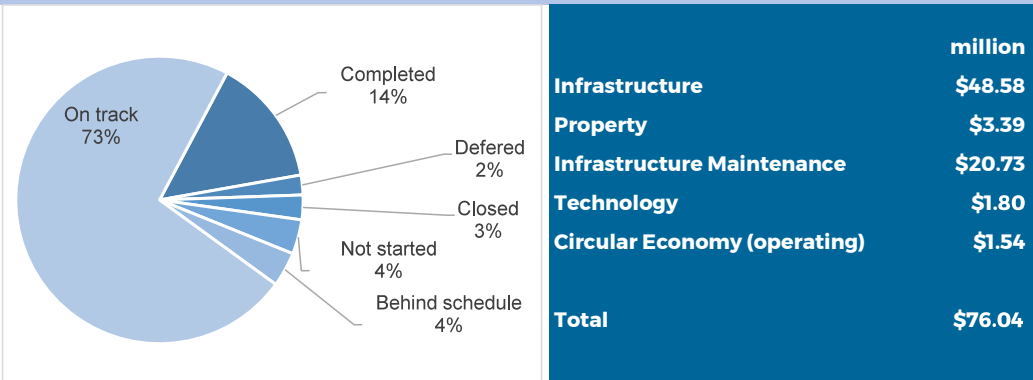 On track
73%
Completed
14%
Defered
2%
Closed
3%
Not started
4%
Behind schedule
4%
million
Infrastructure $48.58
Property $3.39
Infrastructure Maintenance $20.73
Technology $1.80
Circular Economy (operating) $1.54
Total $76.04